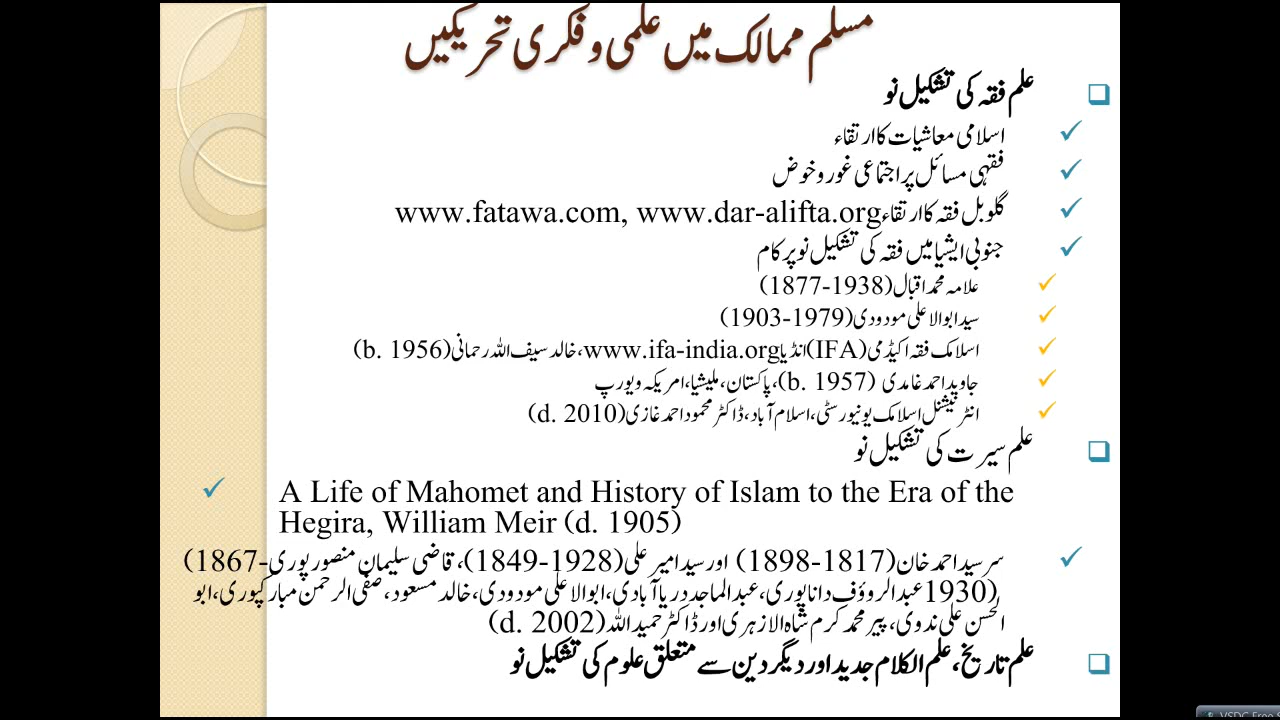 مسلم ممالک میں علمی و فکری تحریکیں
علم فقہ کی تشکیل نو
اسلامی معاشیات کا ارتقاء
فقہی مسائل پر اجتماعی غور و خوض
گلوبل فقہ کا ارتقاء www.fatawa.com, www.dar-alifta.org
جنوبی ایشیا میں فقہ کی تشکیل نو پر کام
علامہ محمد اقبال (1877-1938)
سید ابوالاعلی مودودی (1903-1979)
اسلامک فقہ اکیڈمی (IFA) انڈیا www.ifa-india.org، خالد سیف اللہ رحمانی (b. 1956)
جاوید احمد غامدی (b. 1957)، پاکستان، ملیشیا، امریکہ و یورپ
انٹرنیشنل اسلامک یونیورسٹی، اسلام آباد، ڈاکٹر محمود احمد غازی (d. 2010)
علم سیرت کی تشکیل نو
A Life of Mahomet and History of Islam to the Era of the
Hegira, William Meir (d. 1905)
سر سید احمد خان (1817-1898) اور سید امیر علی (1849-1928)، قاضی سلیمان منصور پوری (1867-
1930) عبد الروؤف دانا پوری، عبد الماجد دریا آبادی، ابوالاعلی مودودی، خالد مسعود، صفی الرحمن مبارکپوری، ابو
الحسن علی ندوی، پیر محمد کرم شاہ الازہری اور ڈاکٹر حمید اللہ (d. 2002)
علم تاریخ، علم الکلام جدید اور دیگر دین سے متعلق علوم کی تشکیل نو
VSDC Free S